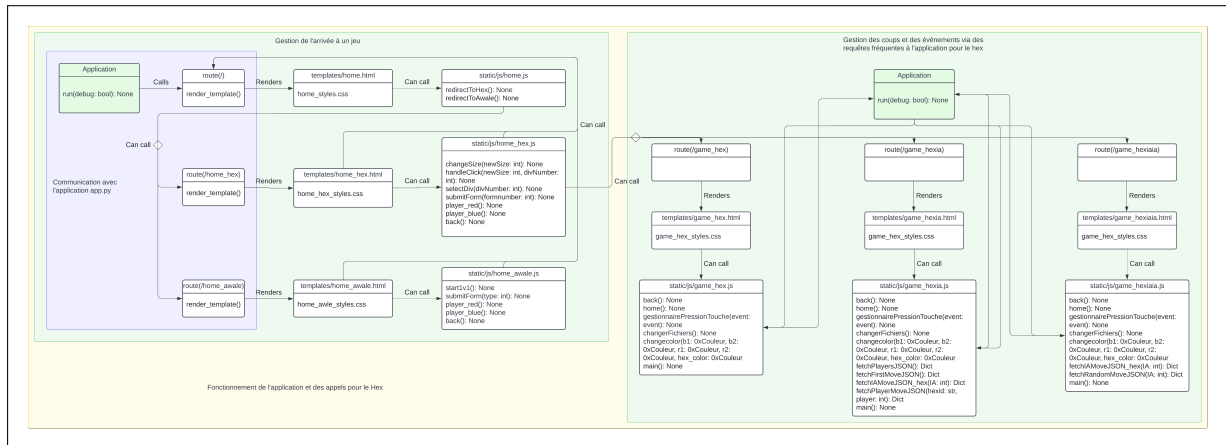 Gestion de l'arrivée à un jeu
Application
run(debug: bool): None
Calls
route(/)
render_template()
Renders
templates/home.html
home_styles.css
Can call
static/js/home.js
redirectToHex(): None
redirectToAwale(): None
Can call
Can call
Communication avec
l'application app.py
route(/home_hex)
render_template()
Renders
templates/home_hex.html
home_hex_styles.css
Can call
static/js/home_hex.js
changeSize(newSize: int): None
handleClick(newSize: int, divNumber:
int): None
selectDiv(divNumber: int): None
submitForm(formnumber: int): None
player_red(): None
player_blue(): None
back(): None
Can call
route(/home_awale)
render_template()
Renders
templates/home_awale.html
home_awle_styles.css
Can call
static/js/home_awale.js
start1v1(): None
submitForm(type: int): None
player_red(): None
player_blue(): None
back(): None
Fonctionnement de l'application et des appels pour le Hex
Gestion des coups et des événements via des
requêtes fréquentes à l'application pour le hex
Application
run(debug: bool): None
route(/game_hex)
Renders
templates/game_hex.html
game_hex_styles.css
Can call
static/js/game_hex.js
back(): None
home(): None
gestionnairePressionTouche(event:
event): None
changerFichiers(): None
changecolor(b1: 0xCouleur, b2:
0xCouleur, r1: 0xCouleur, r2:
0xCouleur, hex_color: 0xCouleur
main(): None
route(/game_hexia)
Renders
templates/game_hexia.html
game_hex_styles.css
Can call
static/js/game_hexia.js
back(): None
home(): None
gestionnairePressionTouche(event:
event): None
changerFichiers(): None
changecolor(b1: 0xCouleur, b2:
0xCouleur, r1: 0xCouleur, r2:
0xCouleur, hex_color: 0xCouleur
fetchPlayersJSON(): Dict
fetchFirstMoveJSON(): Dict
fetchIAMoveJSON_hex(IA: int): Dict
fetchPlayerMoveJSON(hexid: str,
player: int): Dict
main(): None
route(/game_hexiaia)
Renders
templates/game_hexiaia.html
game_hex_styles.css
Can call
static/js/game_hexiaia.js
back(): None
home(): None
gestionnairePressionTouche(event:
event): None
changerFichiers(): None
changecolor(b1: 0xCouleur, b2:
0xCouleur, r1: 0xCouleur, r2:
0xCouleur, hex_color: 0xCouleur
fetchIAMoveJSON_hex(IA: int): Dict
fetchRandomMoveJSON(IA: int): Dict
main(): None